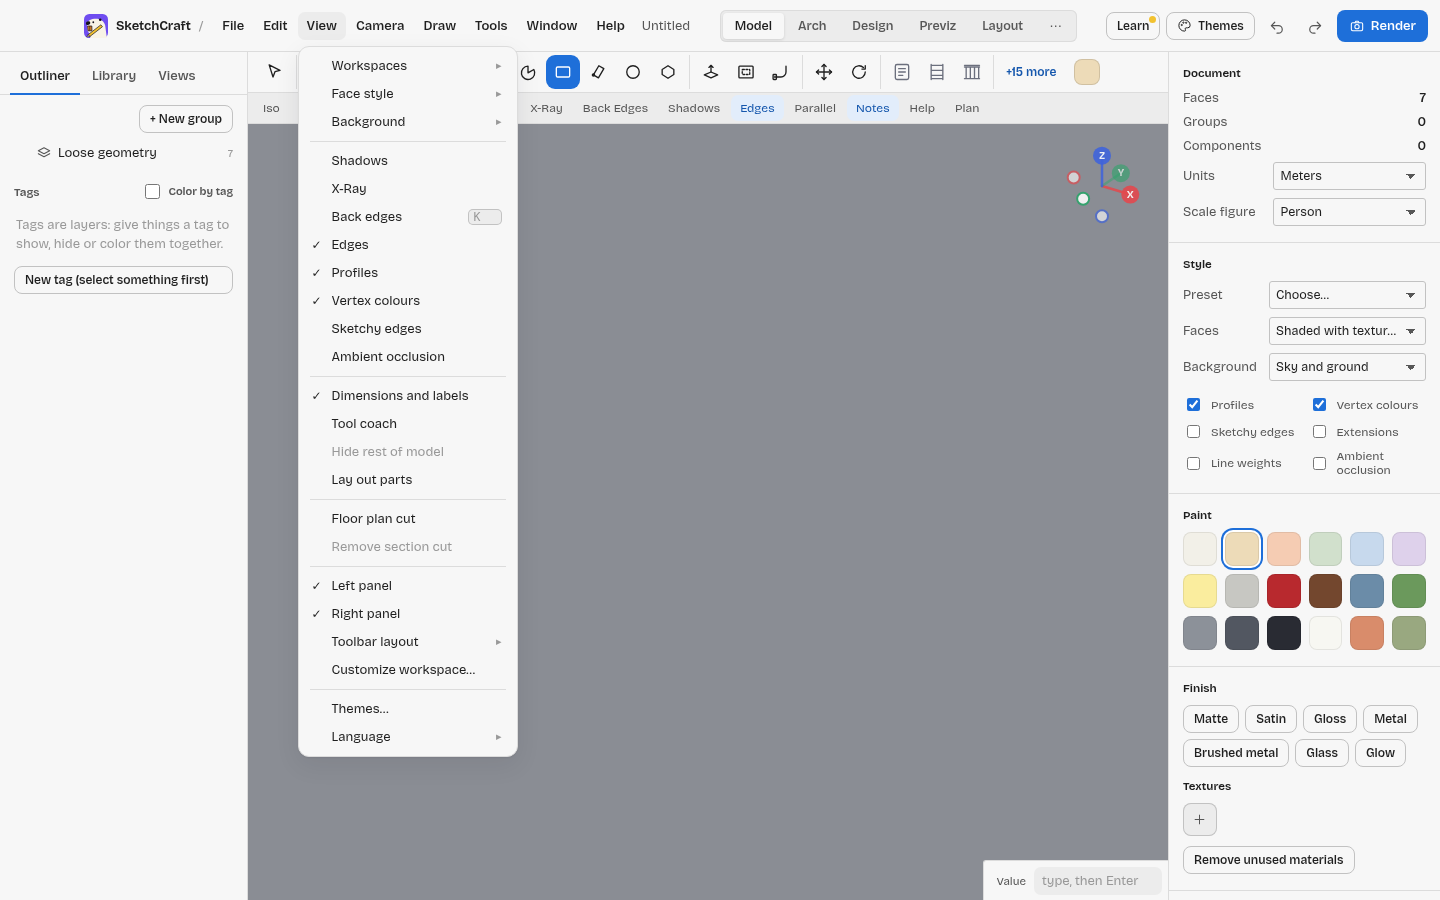 SketchCraft / File Edit View Camera Draw Tools Window Help Untitled Model Arch Design Previz Layout ··· Learn Themes Render
Outliner Library Views
+ New group
Loose geometry 7
Tags Color by tag
Tags are layers: give things a tag to
show, hide or color them together.
New tag (select something first)
+15 more
Iso X-Ray Back Edges Shadows Edges Parallel Notes Help Plan
Workspaces
Face style
Background
Shadows
X-Ray
Back edges K
✓ Edges
✓ Profiles
✓ Vertex colours
Sketchy edges
Ambient occlusion
✓ Dimensions and labels
Tool coach
Hide rest of model
Lay out parts
Floor plan cut
Remove section cut
✓ Left panel
✓ Right panel
Toolbar layout
Customize workspace...
Themes...
Language
Z
Y
X
Value type, then Enter
Document
Faces 7
Groups 0
Components 0
Units Meters
Scale figure Person
Style
Preset Choose...
Faces Shaded with textur...
Background Sky and ground
Profiles Vertex colours
Sketchy edges Extensions
Line weights Ambient
occlusion
Paint
Finish
Matte Satin Gloss Metal
Brushed metal Glass Glow
Textures
+
Remove unused materials